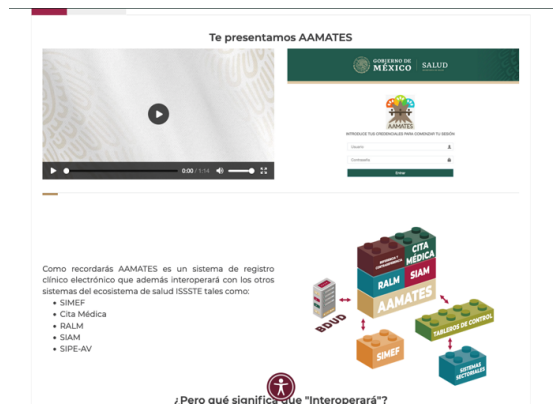 Te presentamos AAMATES
GOBIERNO DE
MÉXICO
SALUD
AAMATES
INTRODUCE TUS CREDENCIALES PARA COMENZAR TU SESIÓN
Usuario
Contraseña
Entrar
0:00 / 1:14
Como recordarás AAMATES es un sistema de registro
clínico electrónico que además interoperará con los otros
sistemas del ecosistema de salud ISSSTE tales como:
SIMEF
Cita Médica
RALM
SIAM
SIPE-AV
REFERENCIA Y
CONTRARREFERENCIA
CITA
MÉDICA
RALM
SIAM
AAMATES
BDUD
SIMEF
TABLEROS DE CONTROL
SISTEMAS
SECTORIALES
¿Pero qué significa que "Interoperará"?